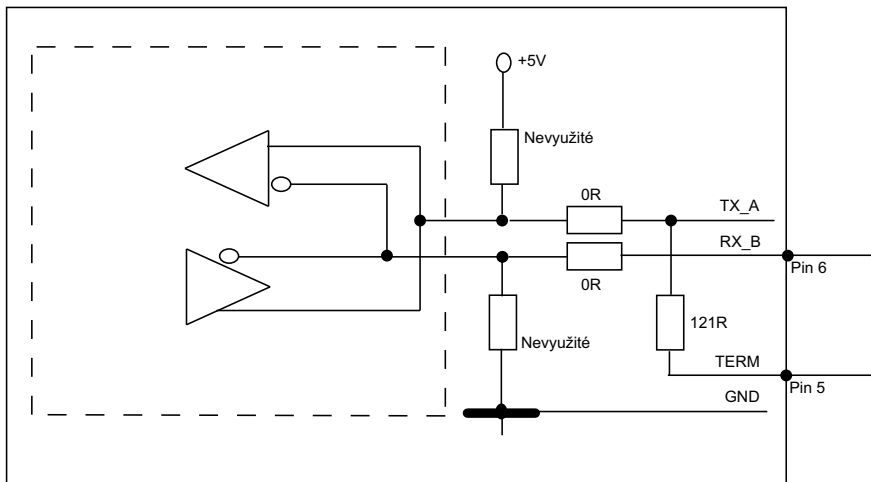 +5V
Nevyužité
0R
TX_A
RX_B
Pin 6
0R
121R
Nevyužité
TERM
Pin 5
GND